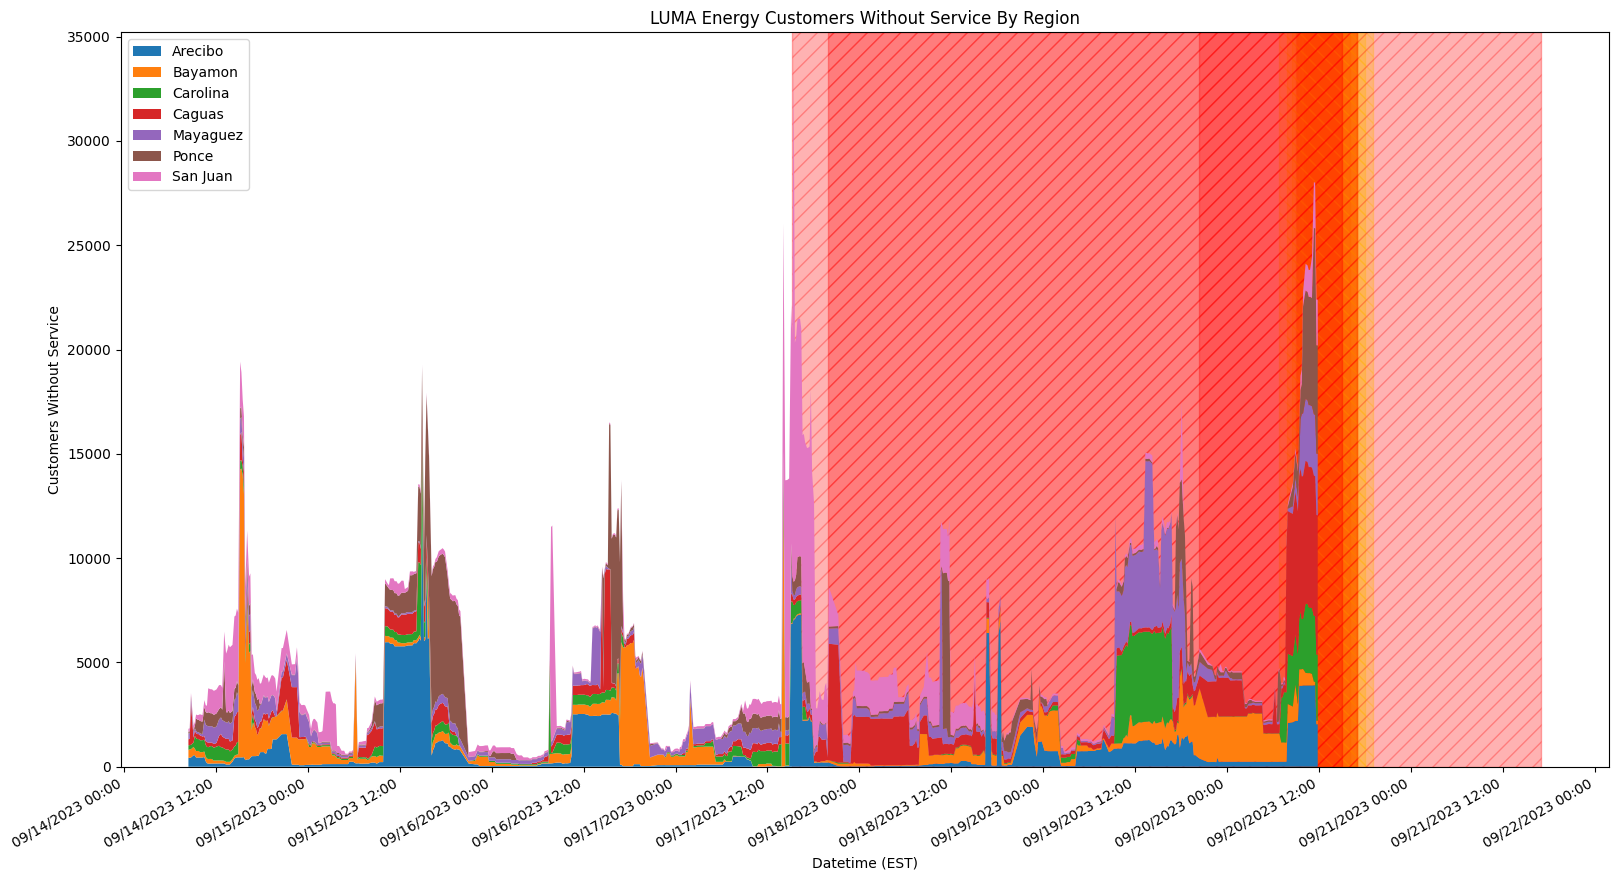 LUMA Energy Customers Without Service By Region
35000
30000
25000
20000
15000
10000
5000
0
Customers Without Service
Arecibo
Bayamon
Carolina
Caguas
Mayaguez
Ponce
San Juan
09/14/2023 00:00
09/14/2023 12:00
09/15/2023 00:00
09/15/2023 12:00
09/16/2023 00:00
09/16/2023 12:00
09/17/2023 00:00
09/17/2023 12:00
09/18/2023 00:00
09/18/2023 12:00
09/19/2023 00:00
09/19/2023 12:00
09/20/2023 00:00
09/20/2023 12:00
09/21/2023 00:00
09/21/2023 12:00
09/22/2023 00:00
Datetime (EST)